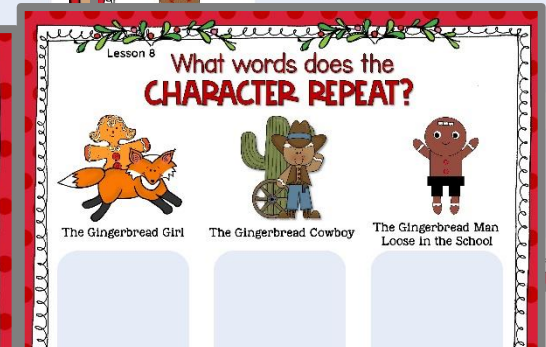 Lesson 8
What words does the
CHARACTER REPEAT?
The Gingerbread Girl
The Gingerbread Cowboy
The Gingerbread Man
Loose in the School